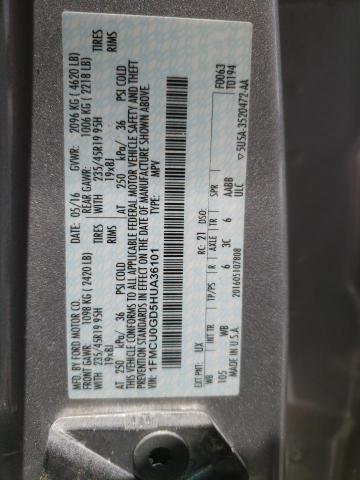 MFD. BY FORD MOTOR CO.
DATE: 05/16 GVWR: 2096 KG ( 4620 LB)
FRONT GAWR: 1098 KG ( 2420 LB) REAR GAWR: 1006 KG ( 2218 LB)
WITH 235/45R19 95H TIRES WITH 235/45R19 95H TIRES
19x8J RIMS 19x8J RIMS
AT 250 kPa/ 36 PSI COLD AT 250 kPa/ 36 PSI COLD
THIS VEHICLE CONFORMS TO ALL APPLICABLE FEDERAL MOTOR VEHICLE SAFETY AND THEFT PREVENTION STANDARDS IN EFFECT ON THE DATE OF MANUFACTURE SHOWN ABOVE.
VIN: 1FMCU0GD5HUA36101
TYPE: MPV
F0063
T0194
EXT PNT: UX RC: 21 DSO:
WB INT TR TP/PS R AXLE TR SPR
105 6 3C 6 AABB
201605107808 ULC
5U5A-3520472-AA